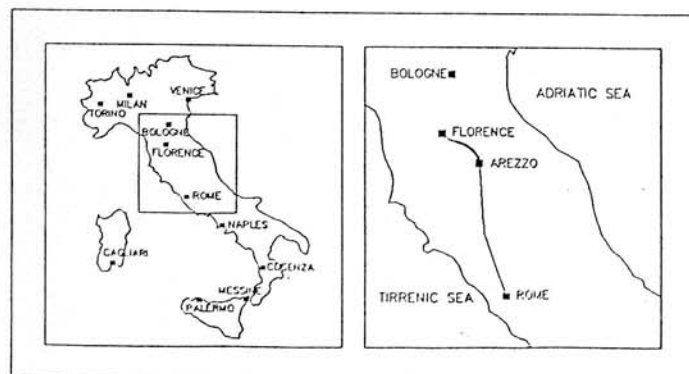 VENICE
MILAN
TORINO
BOLOGNE
FLORENCE
ROME
NAPLES
CAGLIARI
COSENZA
MESSINE
PALERMO
BOLOGNE
ADRIATIC SEA
FLORENCE
AREZZO
TIRRENIC SEA
ROME